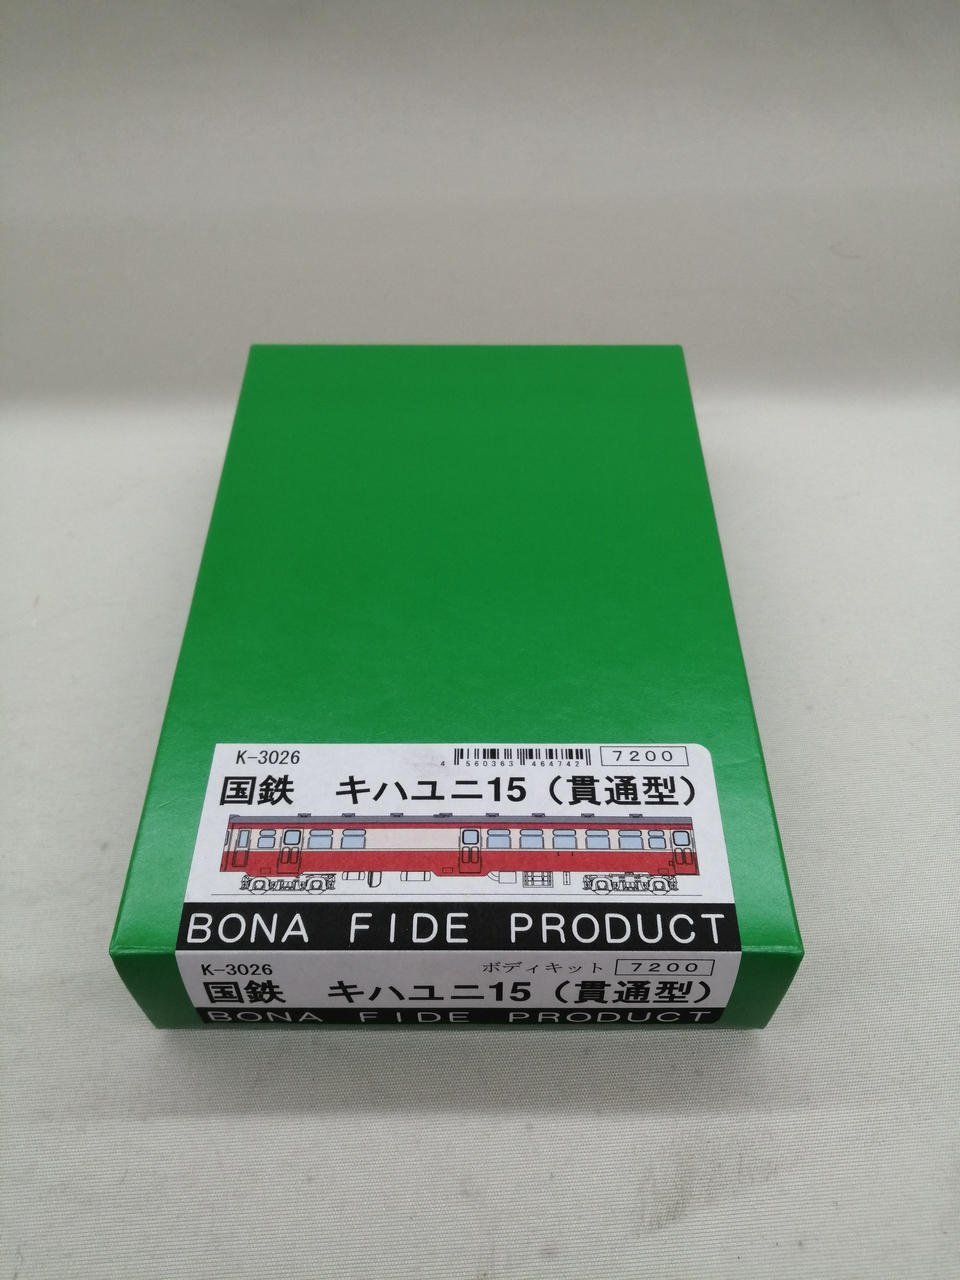 K-3026 7200
4 560363 464742
国鉄 キハユニ15（貫通型）
BONA FIDE PRODUCT
K-3026 ボディキット 7200
国鉄 キハユニ15（貫通型）
BONA FIDE PRODUCT